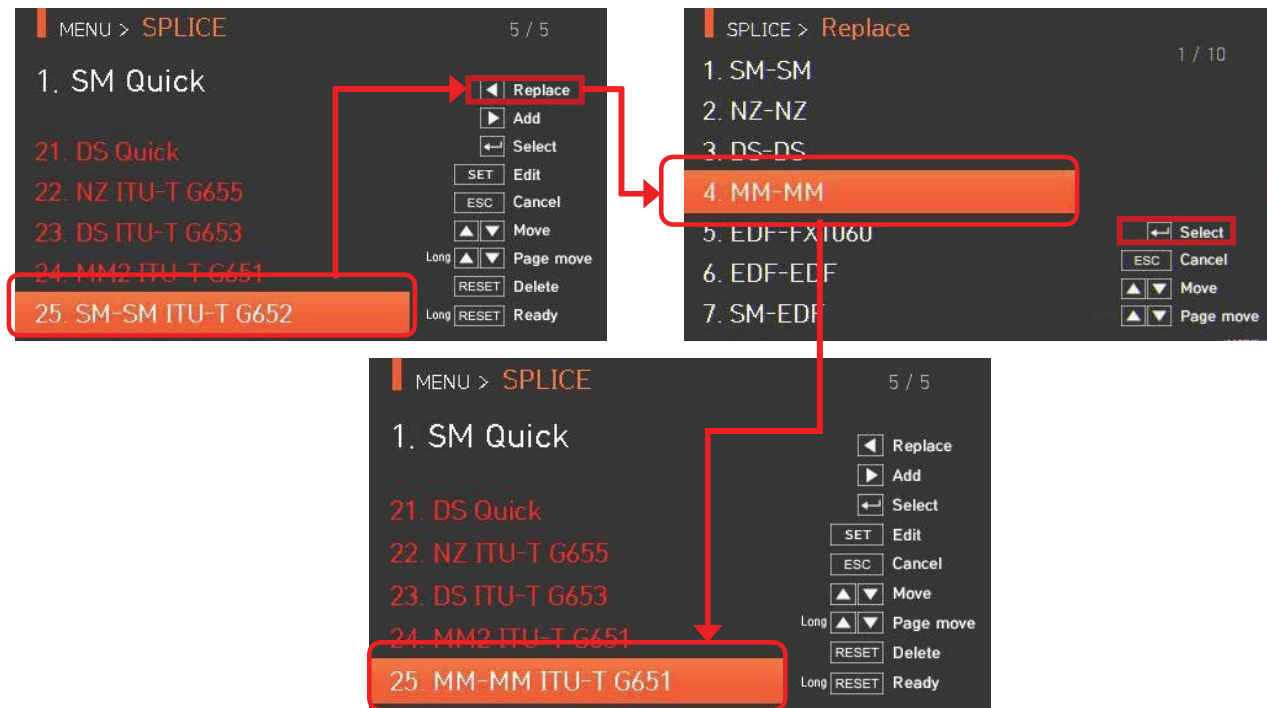 MENU > SPLICE
5 / 5
1. SM Quick
21. DS Quick
22. NZ ITU-T G655
23. DS ITU-T G653
24. MM2 ITU-T G651
25. SM-SM ITU-T G652
Replace
Add
Select
SET Edit
ESC Cancel
Move
Long Page move
RESET Delete
Long RESET Ready
SPLICE > Replace
1 / 10
1. SM-SM
2. NZ-NZ
3. DS-DS
4. MM-MM
5. EDF-FX1060
6. EDF-EDF
7. SM-EDF
Select
ESC Cancel
Move
Page move
MENU > SPLICE
5 / 5
1. SM Quick
21. DS Quick
22. NZ ITU-T G655
23. DS ITU-T G653
24. MM2 ITU-T G651
25. MM-MM ITU-T G651
Replace
Add
Select
SET Edit
ESC Cancel
Move
Long Page move
RESET Delete
Long RESET Ready